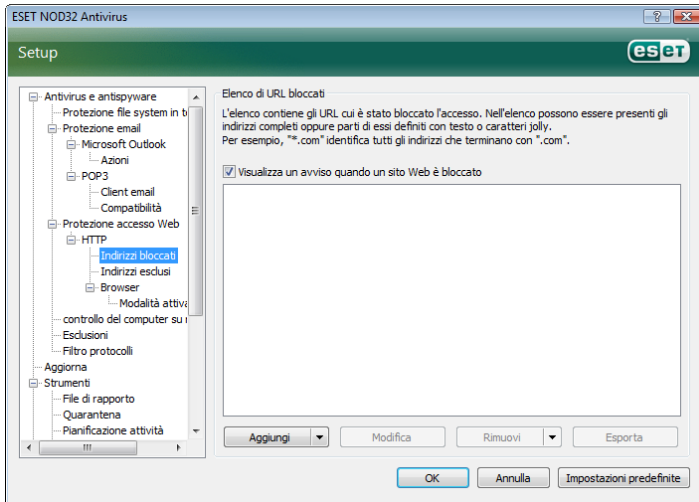 ESET NOD32 Antivirus
Setup
eset
Antivirus e antispyware
Protezione file system in t
Protezione email
Microsoft Outlook
Azioni
POP3
Client email
Compatibilità
Protezione accesso Web
HTTP
Indirizzi bloccati
Indirizzi esclusi
Browser
Modalità attiva
controllo del computer su
Esclusioni
Filtro protocolli
Aggiorna
Strumenti
File di rapporto
Quarantena
Pianificazione attività
Elenco di URL bloccati
L'elenco contiene gli URL cui è stato bloccato l'accesso. Nell'elenco possono essere presenti gli
indirizzi completi oppure parti di essi definiti con testo o caratteri jolly.
Per esempio, "*.com" identifica tutti gli indirizzi che terminano con ".com".
Visualizza un avviso quando un sito Web è bloccato
Aggiungi
Modifica
Rimuovi
Esporta
OK
Annulla
Impostazioni predefinite